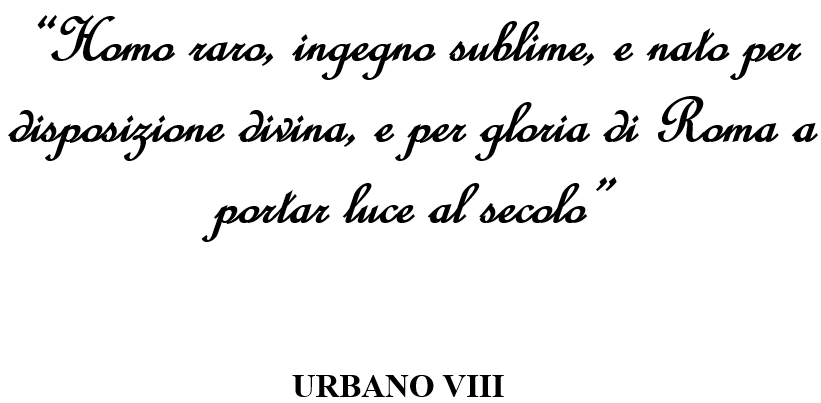 “Homo raro, ingegno sublime, e nato per
disposizione divina, e per gloria di Roma a
portar luce al secolo”
URBANO VIII